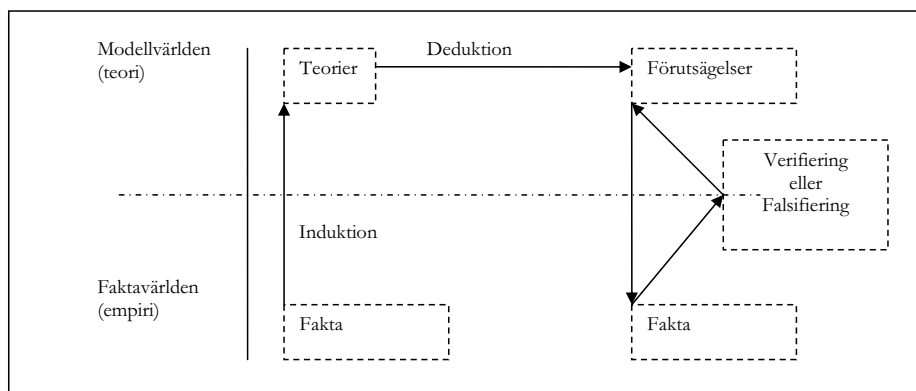 Modellvärlden
(teori)
Teorier
Deduktion
Förutsägelser
Verifiering
eller
Falsifiering
Induktion
Faktavärlden
(empiri)
Fakta
Fakta